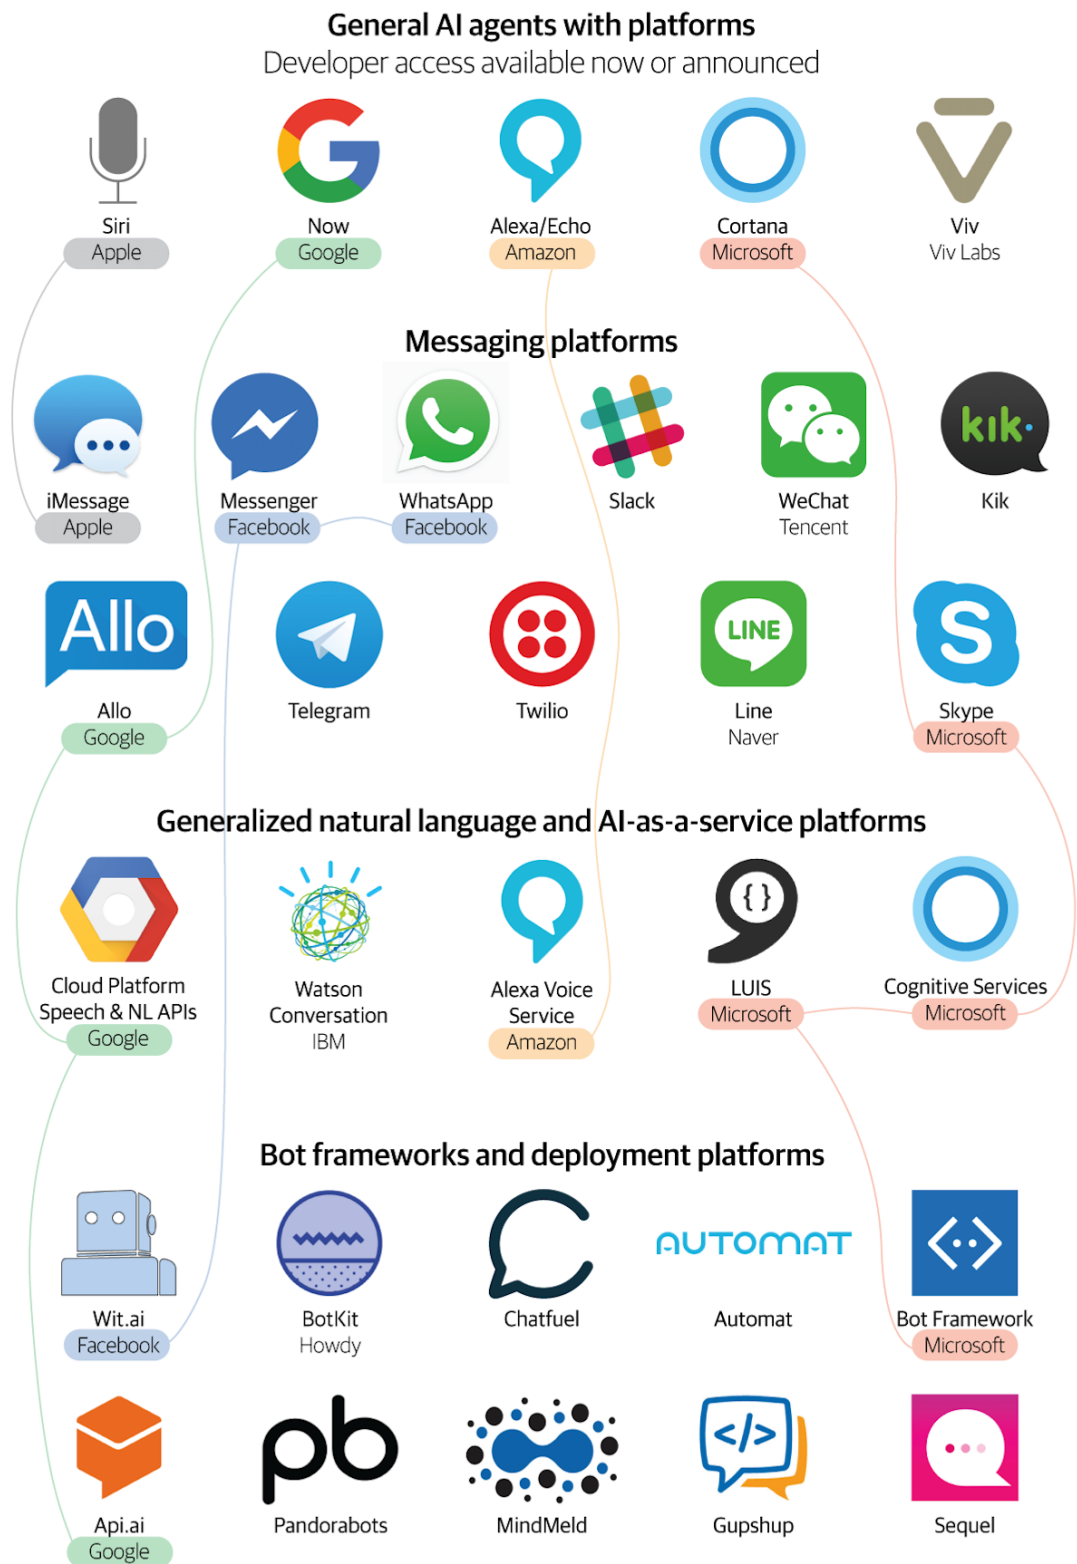 General AI agents with platforms
Developer access available now or announced
Siri
Apple
Now
Google
Alexa/Echo
Amazon
Cortana
Microsoft
Viv
Viv Labs
Messaging platforms
iMessage
Apple
Messenger
Facebook
WhatsApp
Facebook
Slack
WeChat
Tencent
kik
Kik
Allo
Allo
Google
Telegram
Twilio
LINE
Line
Naver
S
Skype
Microsoft
Generalized natural language and AI-as-a-service platforms
Cloud Platform
Speech & NL APIs
Google
Watson
Conversation
IBM
Alexa Voice
Service
Amazon
{ }
LUIS
Microsoft
Cognitive Services
Microsoft
Bot frameworks and deployment platforms
Wit.ai
Facebook
BotKit
Howdy
Chatfuel
AUTOMAT
Automat
Bot Framework
Microsoft
Api.ai
Google
pb
Pandorabots
MindMeld
</>
Gupshup
Sequel